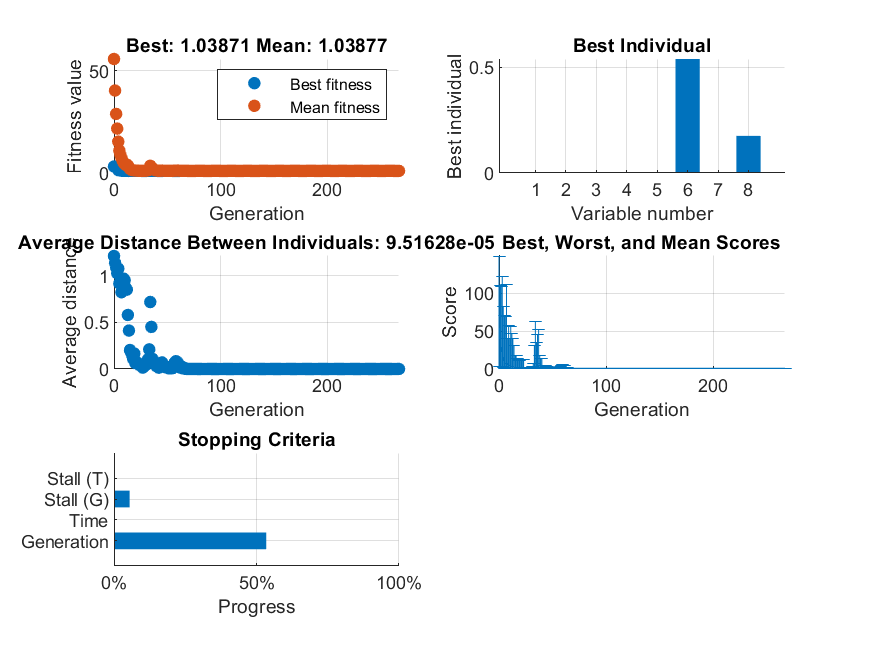 Best: 1.03871 Mean: 1.03877
Fitness value
50
0
Best fitness
Mean fitness
0 100 200
Generation
Best Individual
Best individual
0.5
0
1 2 3 4 5 6 7 8
Variable number
Average Distance Between Individuals: 9.51628e-05
Average distance
1
0.5
0
0 100 200
Generation
Best, Worst, and Mean Scores
Score
100
50
0
0 100 200
Generation
Stopping Criteria
Stall (T)
Stall (G)
Time
Generation
0% 50% 100%
Progress